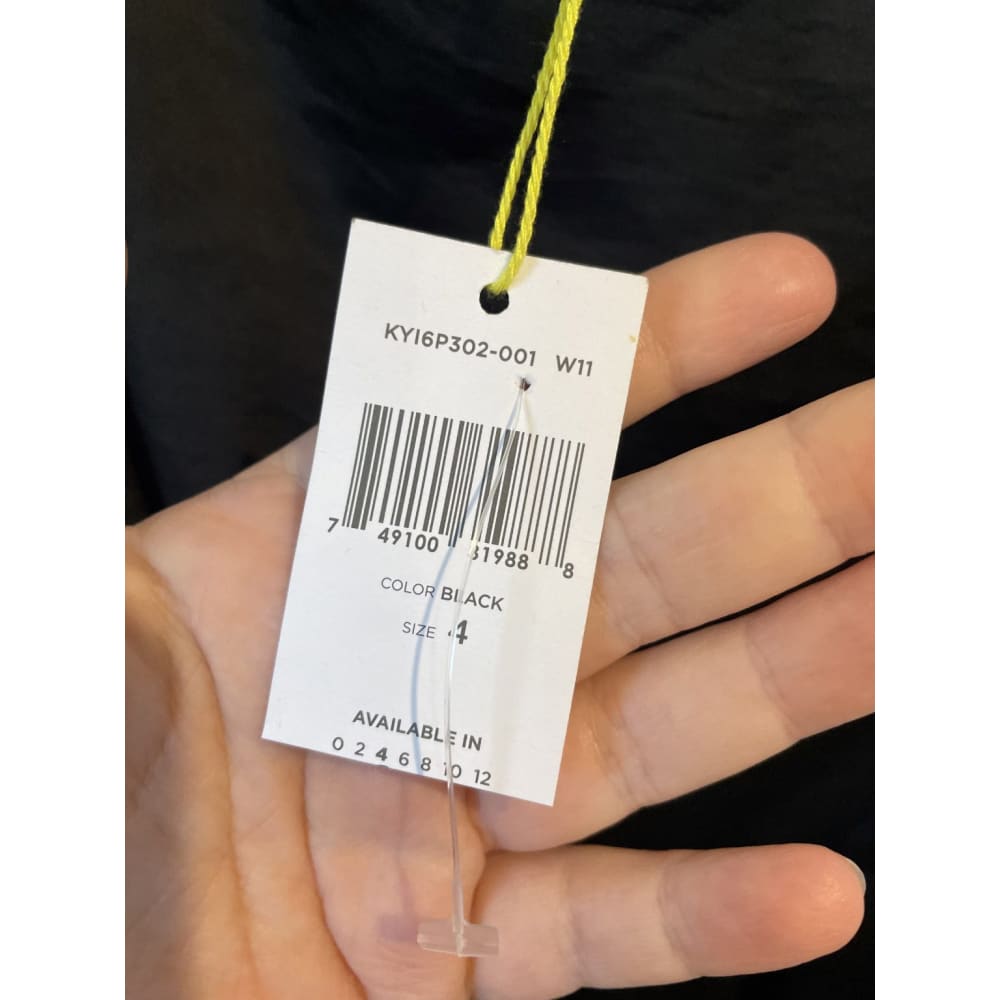 KYI6P302-001 W11
7 49100 31988 8
COLOR BLACK
SIZE 4
AVAILABLE IN
0 2 4 6 8 10 12